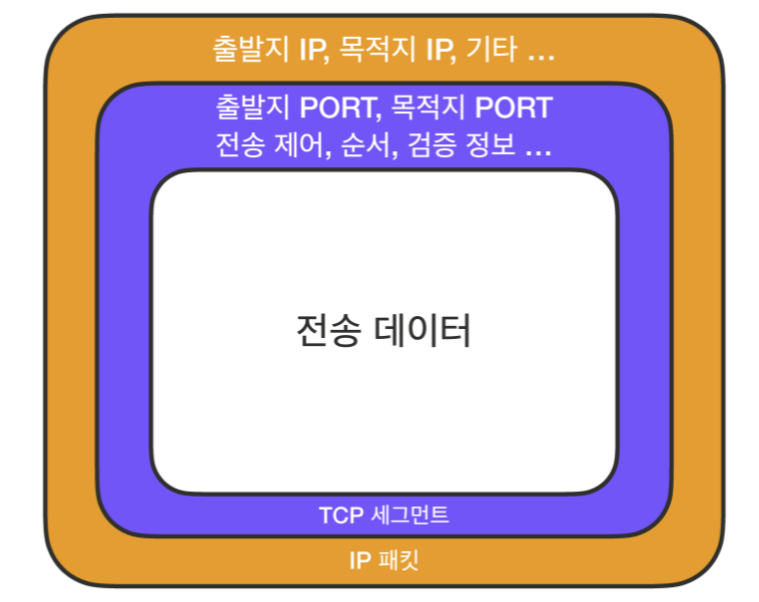 출발지 IP, 목적지 IP, 기타 ...
출발지 PORT, 목적지 PORT
전송 제어, 순서, 검증 정보 ...
전송 데이터
TCP 세그먼트
IP 패킷